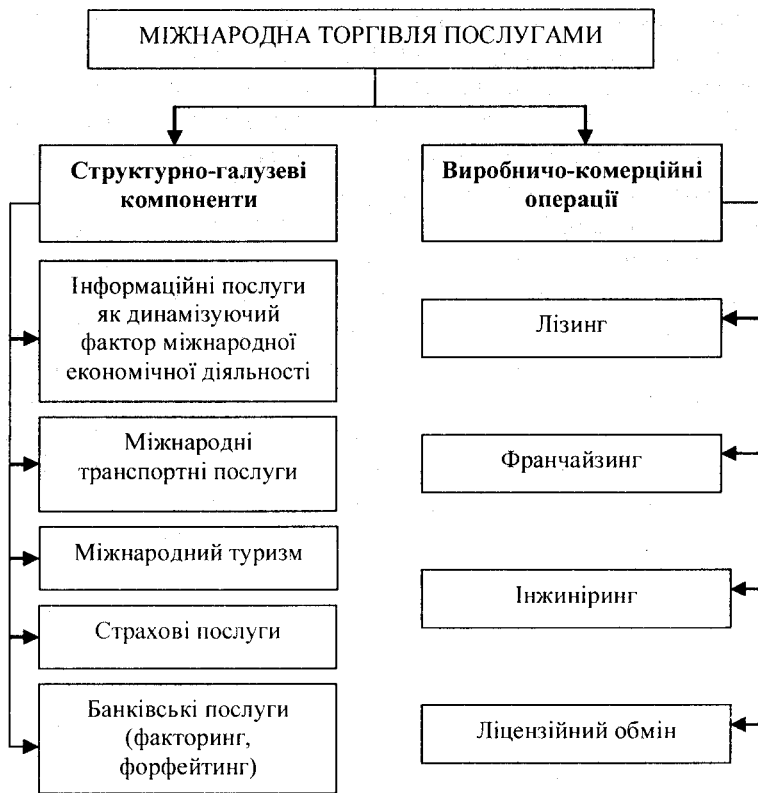 МІЖНАРОДНА ТОРГІВЛЯ ПОСЛУГАМИ
Структурно-галузеві
компоненти
Інформаційні послуги
як динамізуючий
фактор міжнародної
економічної діяльності
Міжнародні
транспортні послуги
Міжнародний туризм
Страхові послуги
Банківські послуги
(факторинг,
форфейтинг)
Виробничо-комерційні
операції
Лізинг
Франчайзинг
Інжиніринг
Ліцензійний обмін